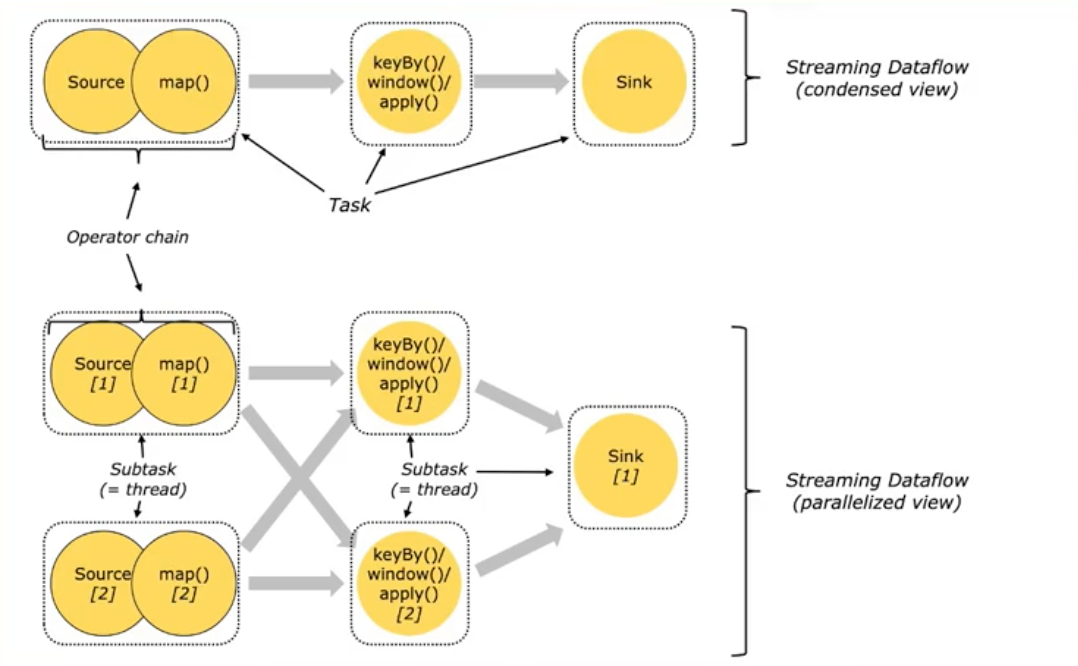 Source
map()
keyBy()/
window()/
apply()
Sink
Streaming Dataflow
(condensed view)
Task
Operator chain
Source
[1]
map()
[1]
keyBy()/
window()/
apply()
[1]
Subtask
(= thread)
Subtask
(= thread)
Sink
[1]
Streaming Dataflow
(parallelized view)
Source
[2]
map()
[2]
keyBy()/
window()/
apply()
[2]